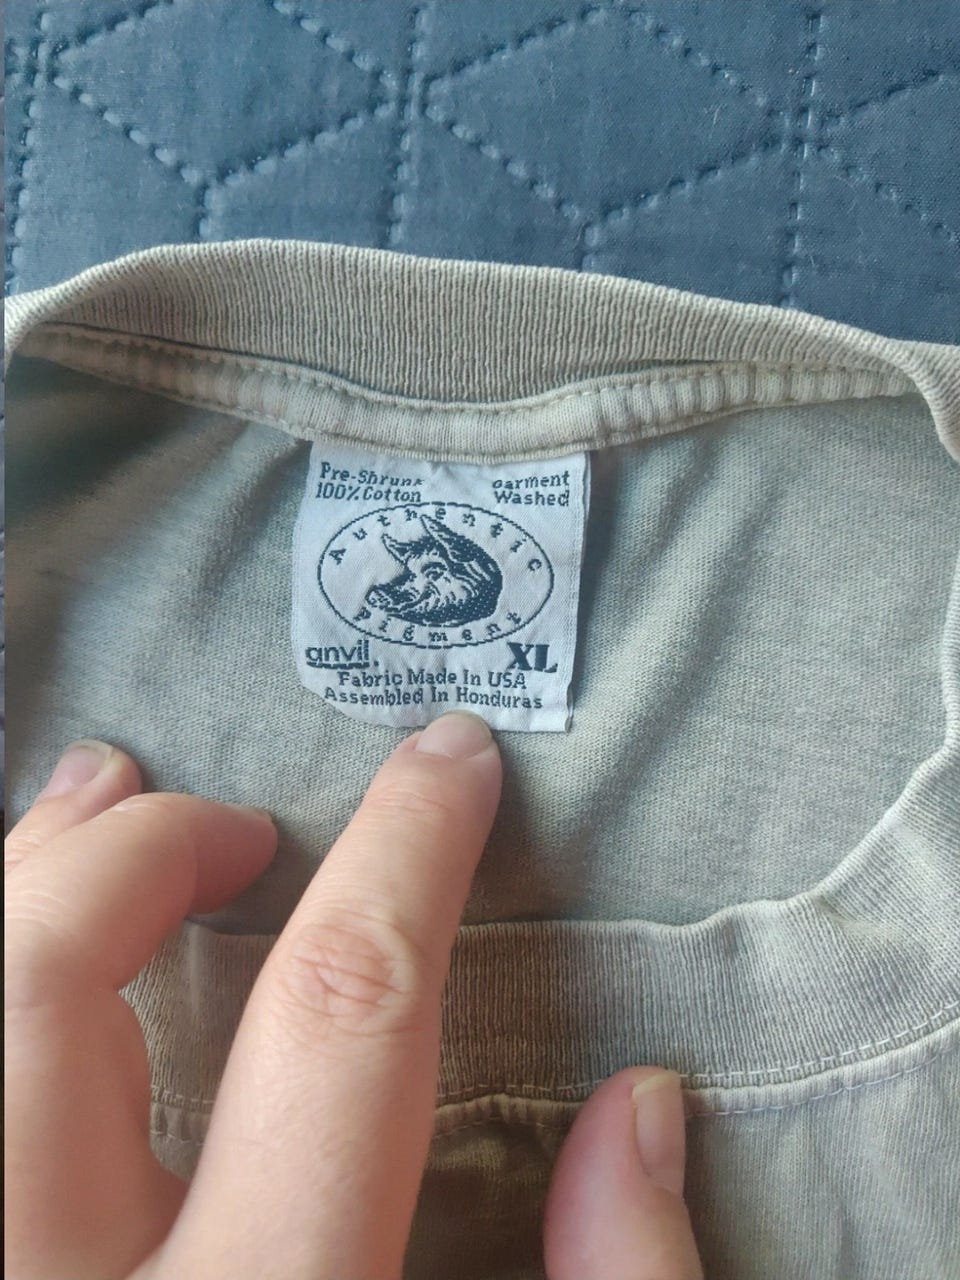 Pre-Shrunk
100% Cotton
Garment
Washed
Authentic
Pigment
anvil.
XL
Fabric Made In USA
Assembled In Honduras